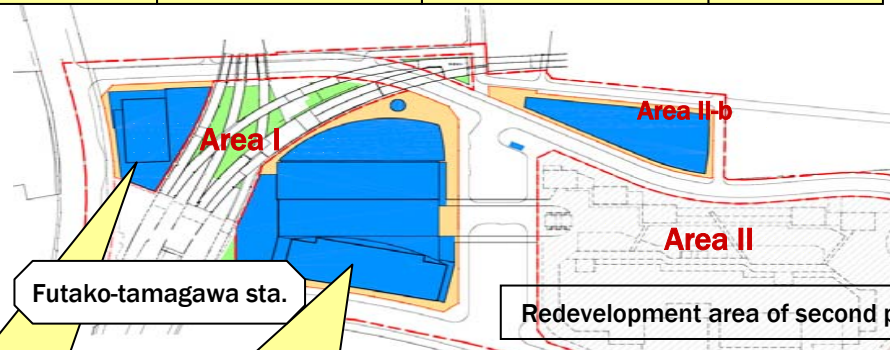 Area II-b
Area I
Area II
Futako-tamagawa sta.
Redevelopment area of second p